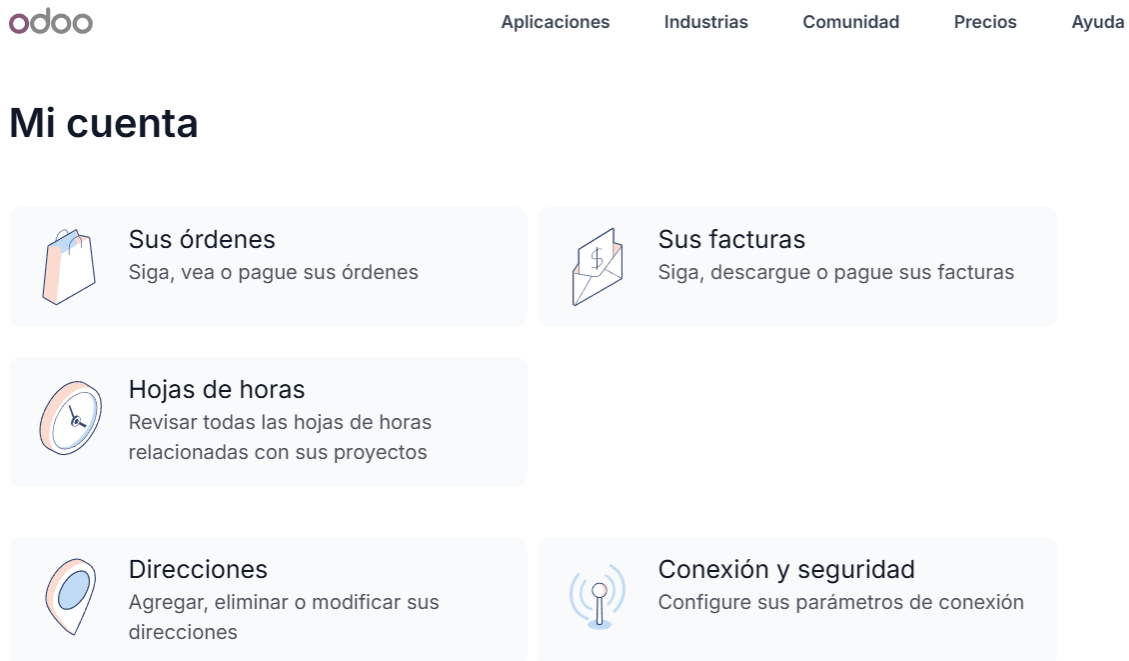 odoo
Aplicaciones Industrias Comunidad Precios Ayuda
Mi cuenta
Sus órdenes
Siga, vea o pague sus órdenes
$
Sus facturas
Siga, descargue o pague sus facturas
Hojas de horas
Revisar todas las hojas de horas
relacionadas con sus proyectos
Direcciones
Agregar, eliminar o modificar sus
direcciones
Conexión y seguridad
Configure sus parámetros de conexión